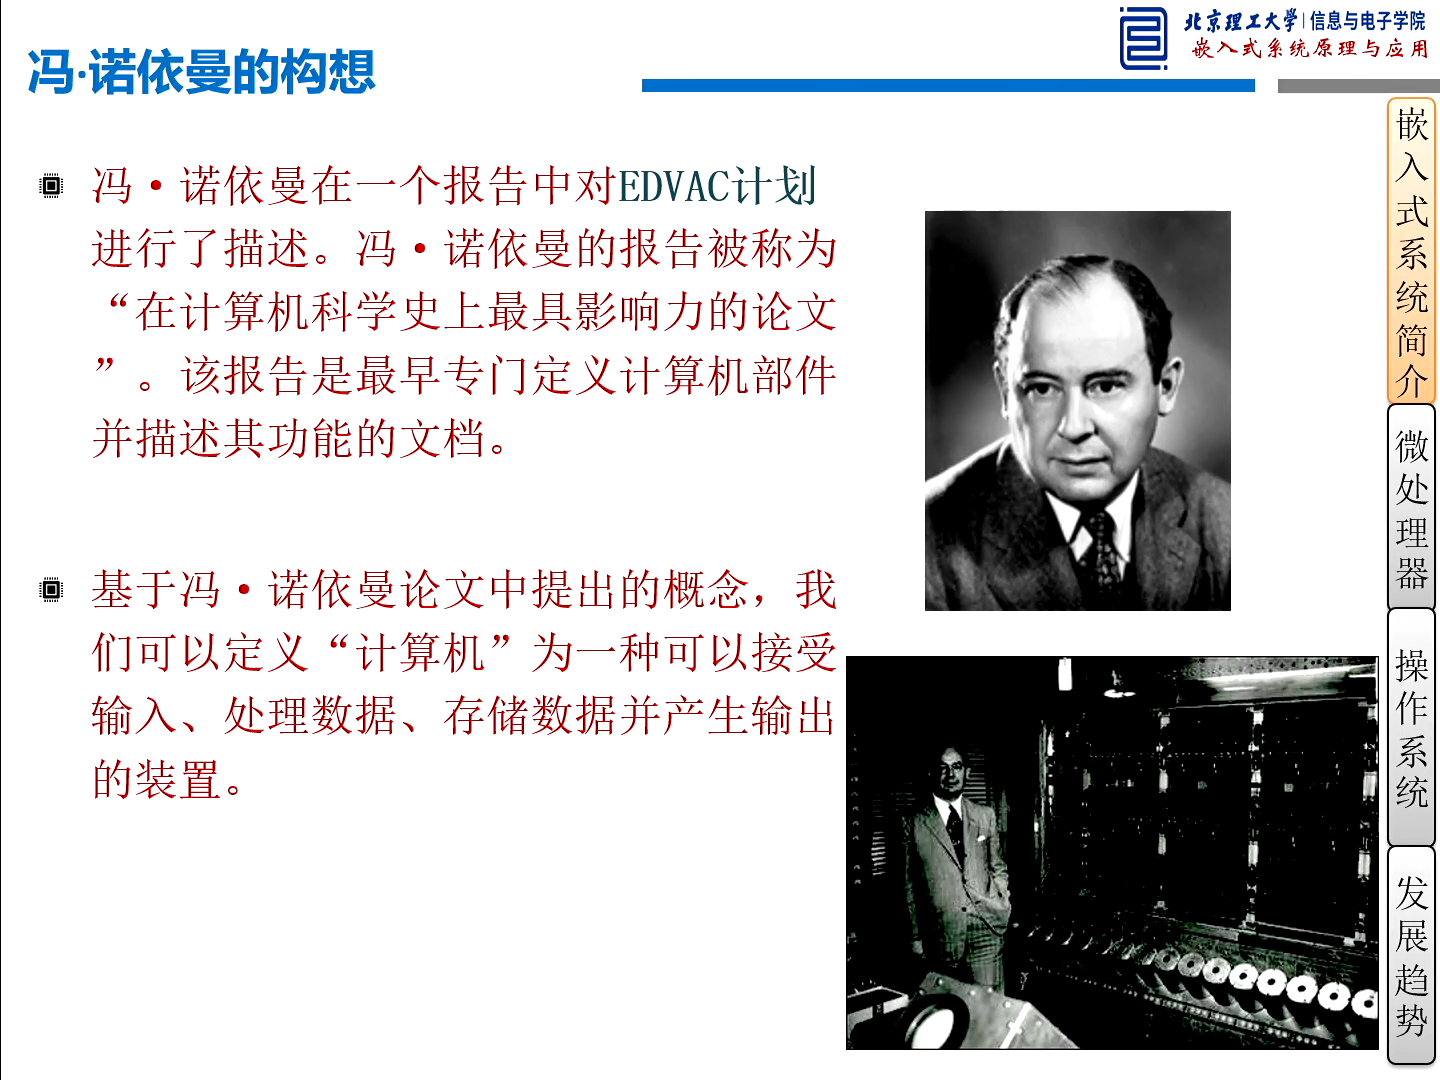 北京理工大学 信息与电子学院
嵌入式系统原理与应用
冯·诺依曼的构想
冯·诺依曼在一个报告中对EDVAC计划
进行了描述。冯·诺依曼的报告被称为
“在计算机科学史上最具影响力的论文
”。该报告是最早专门定义计算机部件
并描述其功能的文档。
基于冯·诺依曼论文中提出的概念，我
们可以定义“计算机”为一种可以接受
输入、处理数据、存储数据并产生输出
的装置。
嵌入式系统简介
微处理器
操作系统
发展趋势